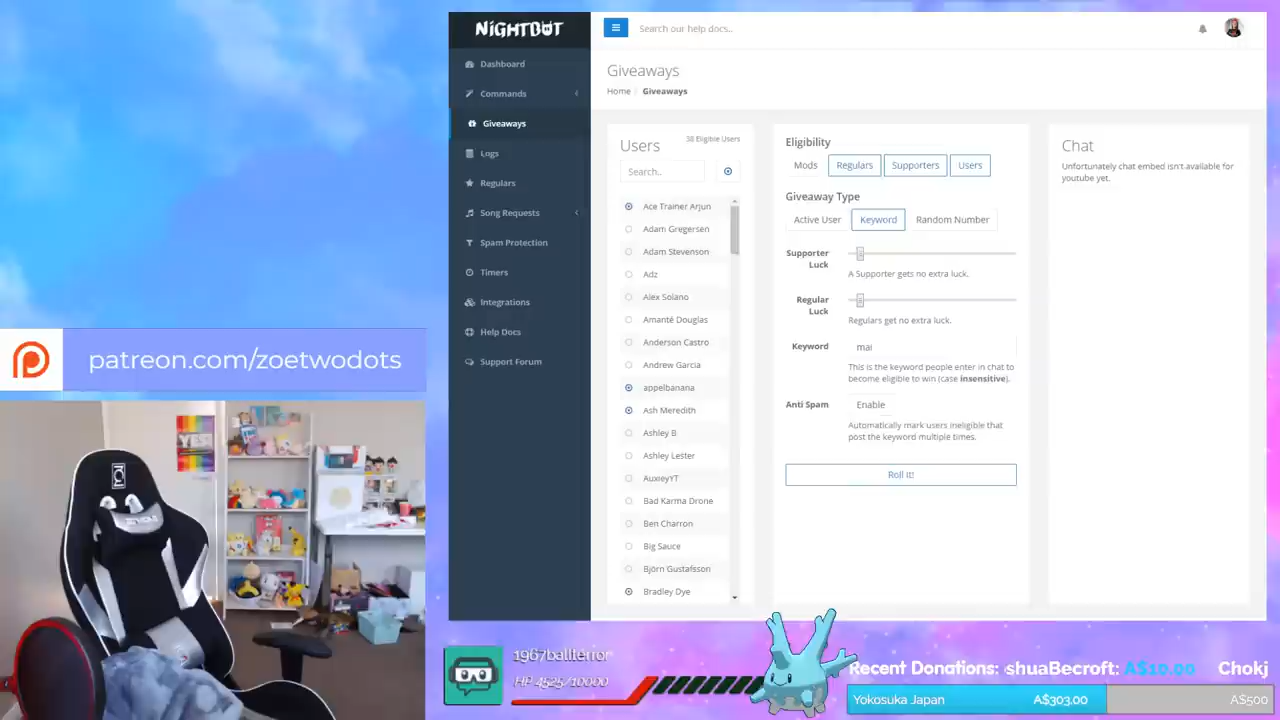 NIGHTBOT
Search our help docs..
Dashboard
Commands
Giveaways
Logs
Regulars
Song Requests
Spam Protection
Timers
Integrations
Help Docs
Support Forum
Giveaways
Home / Giveaways
Users
38 Eligible Users
Search..
Ace Trainer Arjun
Adam Gregersen
Adam Stevenson
Adz
Alex Solano
Amanté Douglas
Anderson Castro
Andrew Garcia
appelbanana
Ash Meredith
Ashley B
Ashley Lester
AuxieyYT
Bad Karma Drone
Ben Charron
Big Sauce
Björn Gustafsson
Bradley Dye
Eligibility
Mods Regulars Supporters Users
Giveaway Type
Active User Keyword Random Number
Supporter
Luck
A Supporter gets no extra luck.
Regular
Luck
Regulars get no extra luck.
Keyword
mai
This is the keyword people enter in chat to
become eligible to win (case insensitive).
Anti Spam
Enable
Automatically mark users ineligible that
post the keyword multiple times.
Roll It!
Chat
Unfortunately chat embed isn't available for
youtube yet.
patreon.com/zoetwodots
YES
1967ballterror
HP 4525/10000
Recent Donations: shuaBecroft: A$10.00 Chokj
Yokosuka Japan A$303.00 A$500